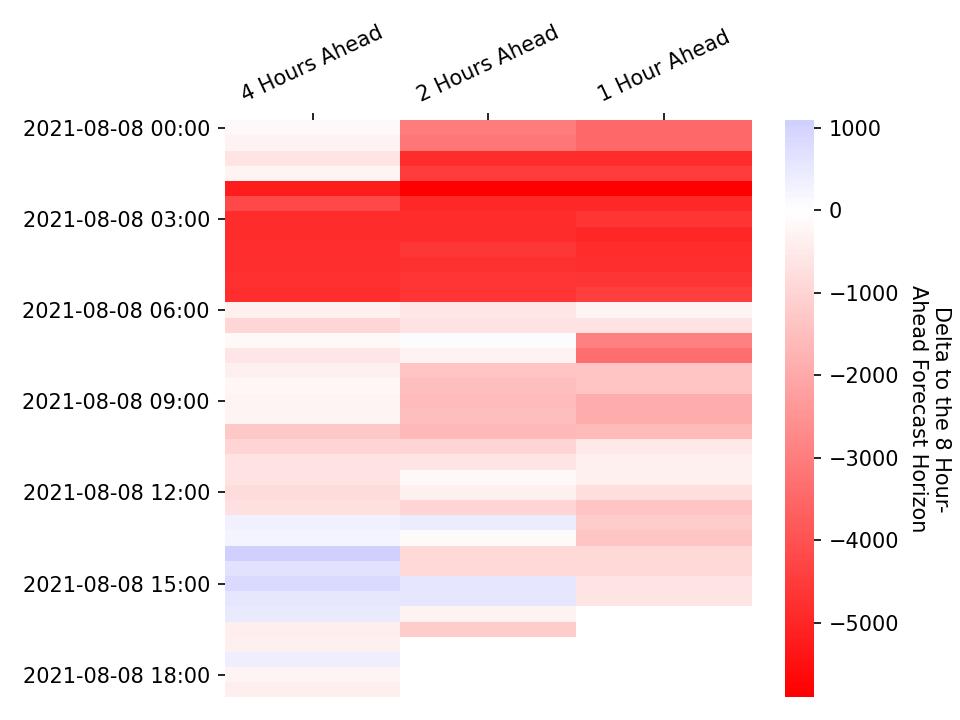 4 Hours Ahead
2 Hours Ahead
1 Hour Ahead
2021-08-08 00:00
2021-08-08 03:00
2021-08-08 06:00
2021-08-08 09:00
2021-08-08 12:00
2021-08-08 15:00
2021-08-08 18:00
1000
0
−1000
−2000
−3000
−4000
−5000
Delta to the 8 Hour-
Ahead Forecast Horizon